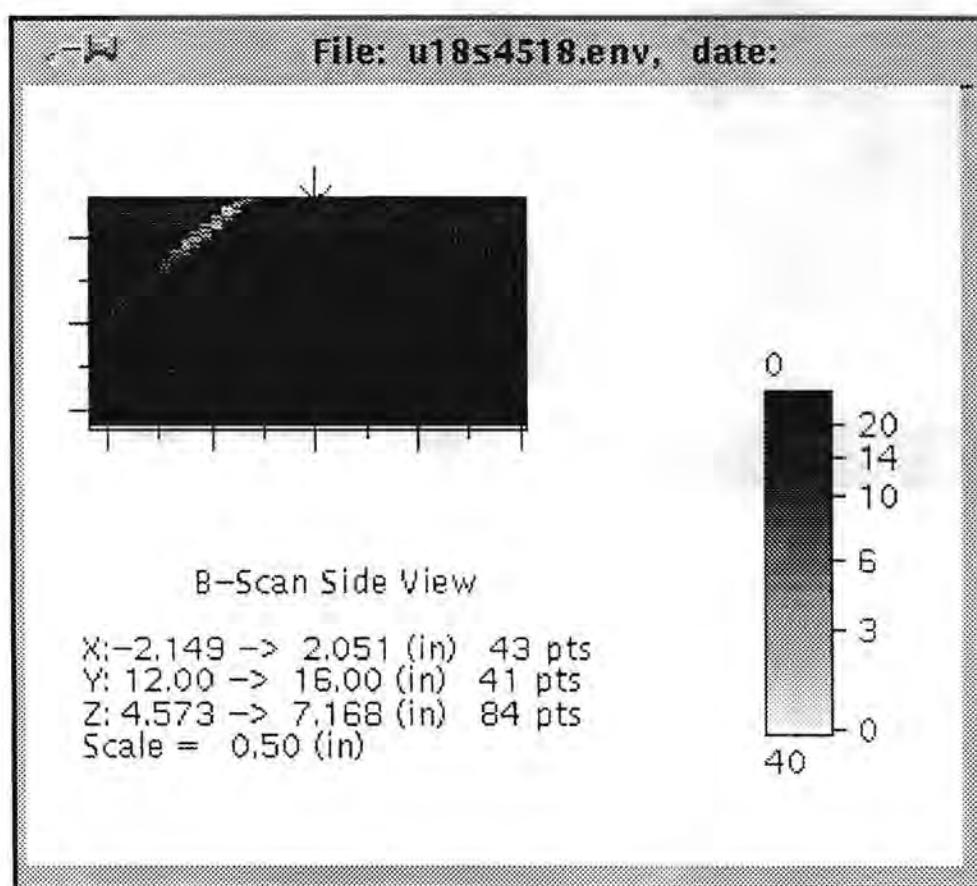 File: u18s4518.env, date:
0
20
14
10
6
3
0
40
B-Scan Side View
X:-2.149 -> 2.051 (in) 43 pts
Y: 12.00 -> 16.00 (in) 41 pts
Z: 4.573 -> 7.168 (in) 84 pts
Scale = 0.50 (in)